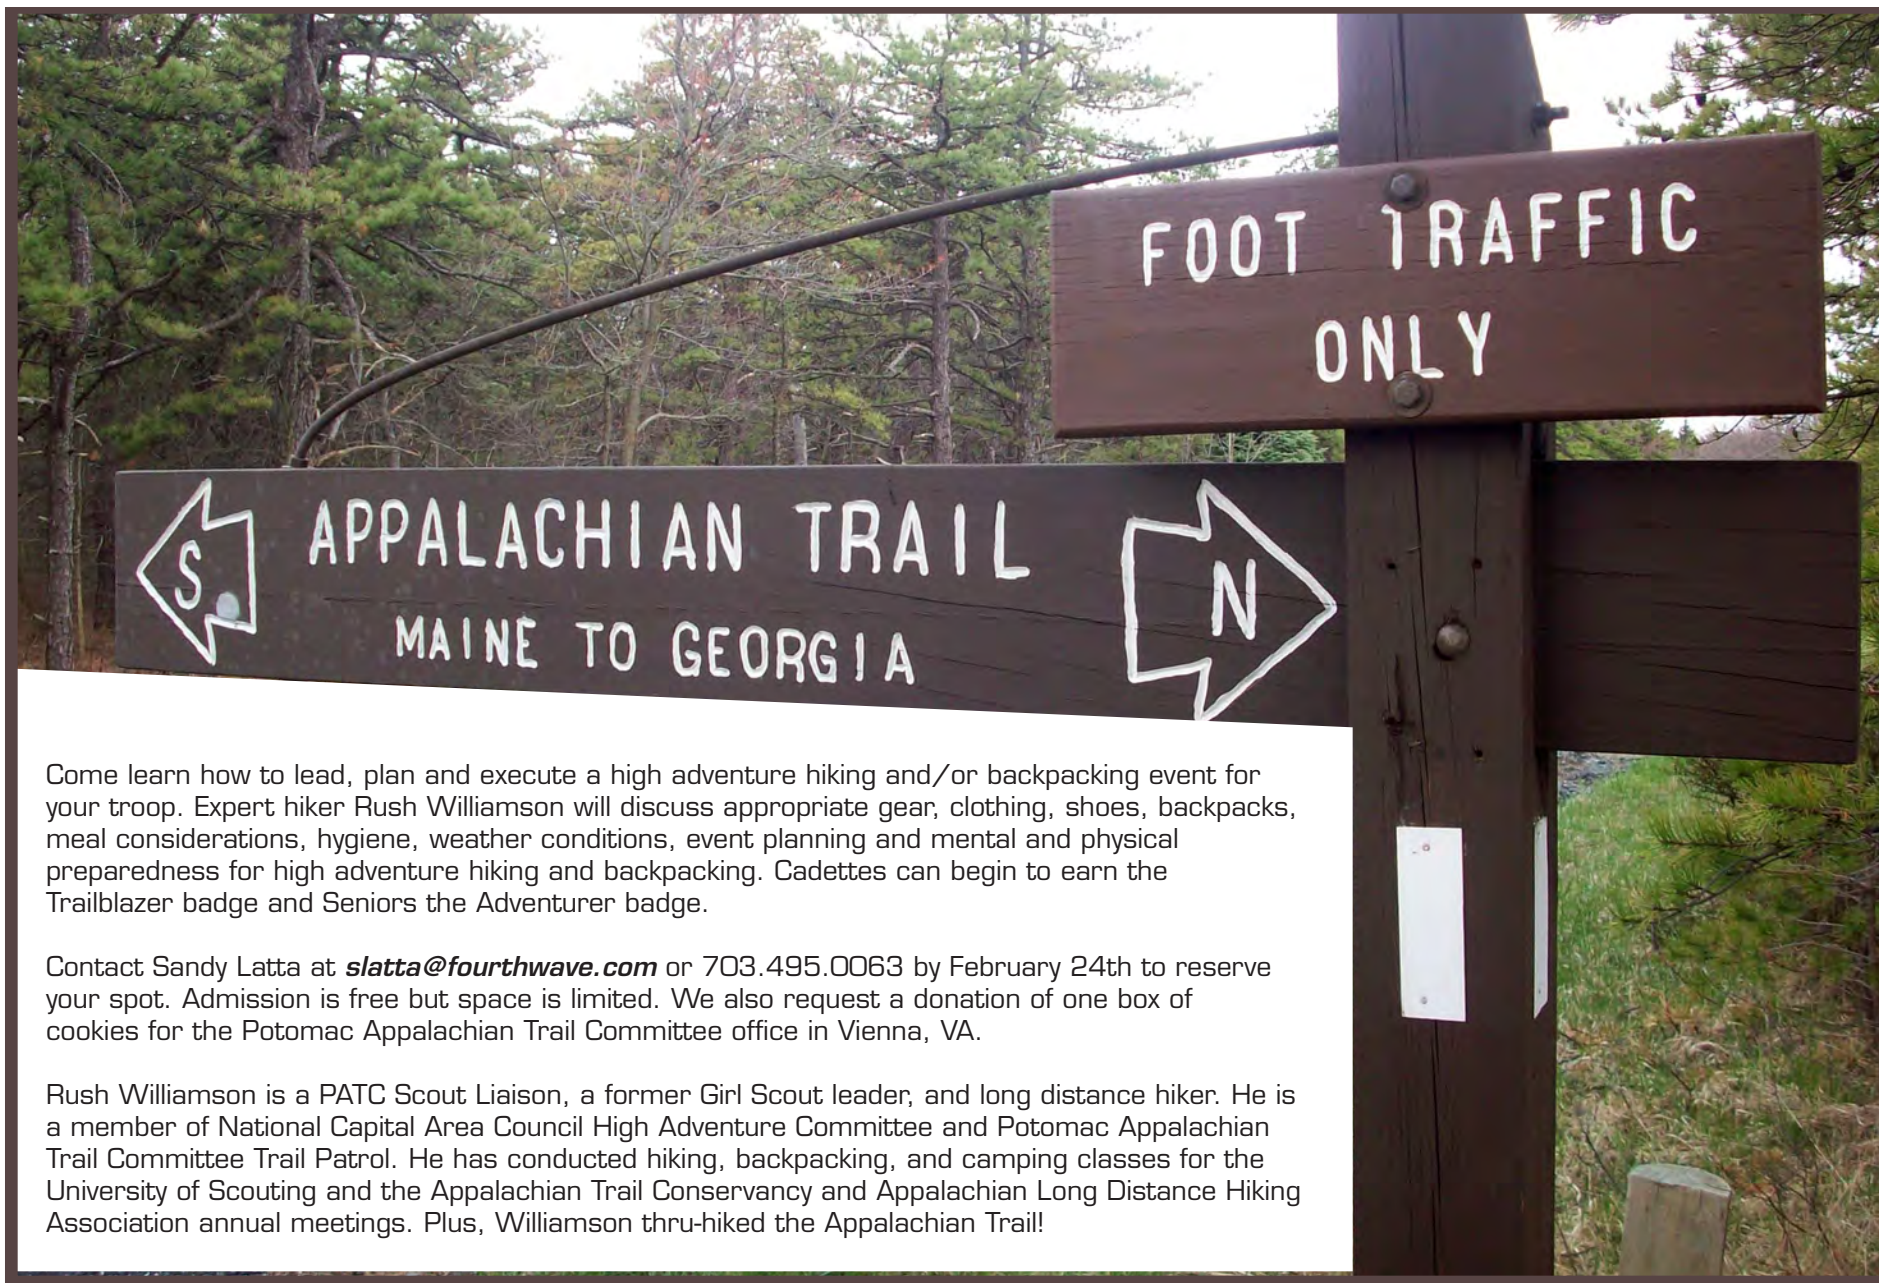 FOOT TRAFFIC
ONLY
S
APPALACHIAN TRAIL
N
MAINE TO GEORGIA
Come learn how to lead, plan and execute a high adventure hiking and/or backpacking event for
your troop. Expert hiker Rush Williamson will discuss appropriate gear, clothing, shoes, backpacks,
meal considerations, hygiene, weather conditions, event planning and mental and physical
preparedness for high adventure hiking and backpacking. Cadettes can begin to earn the
Trailblazer badge and Seniors the Adventurer badge.
Contact Sandy Latta at slatta@fourthwave.com or 703.495.0063 by February 24th to reserve
your spot. Admission is free but space is limited. We also request a donation of one box of
cookies for the Potomac Appalachian Trail Committee office in Vienna, VA.
Rush Williamson is a PATC Scout Liaison, a former Girl Scout leader, and long distance hiker. He is
a member of National Capital Area Council High Adventure Committee and Potomac Appalachian
Trail Committee Trail Patrol. He has conducted hiking, backpacking, and camping classes for the
University of Scouting and the Appalachian Trail Conservancy and Appalachian Long Distance Hiking
Association annual meetings. Plus, Williamson thru-hiked the Appalachian Trail!